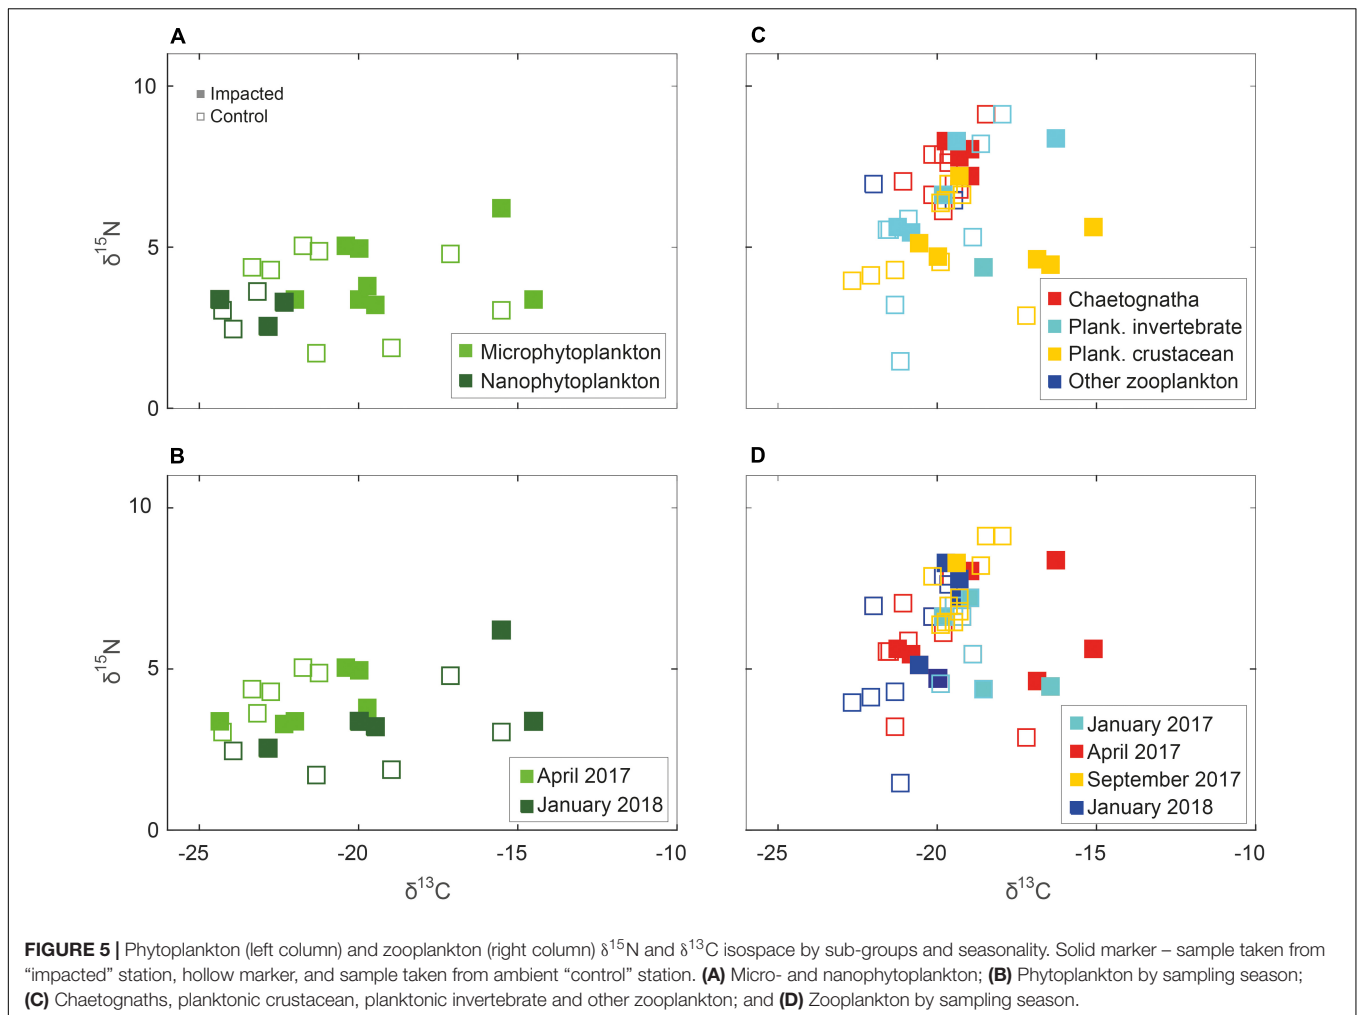 A
10
5
0
δ15N
Impacted
Control
Microphytoplankton
Nanophytoplankton
C
Chaetognatha
Plank. invertebrate
Plank. crustacean
Other zooplankton
B
10
5
0
δ15N
-25
-20
-15
-10
δ13C
April 2017
January 2018
D
January 2017
April 2017
September 2017
January 2018
-25
-20
-15
-10
δ13C
FIGURE 5 | Phytoplankton (left column) and zooplankton (right column) δ15N and δ13C isospace by sub-groups and seasonality. Solid marker – sample taken from
“impacted” station, hollow marker, and sample taken from ambient “control” station. (A) Micro- and nanophytoplankton; (B) Phytoplankton by sampling season;
(C) Chaetognaths, planktonic crustacean, planktonic invertebrate and other zooplankton; and (D) Zooplankton by sampling season.